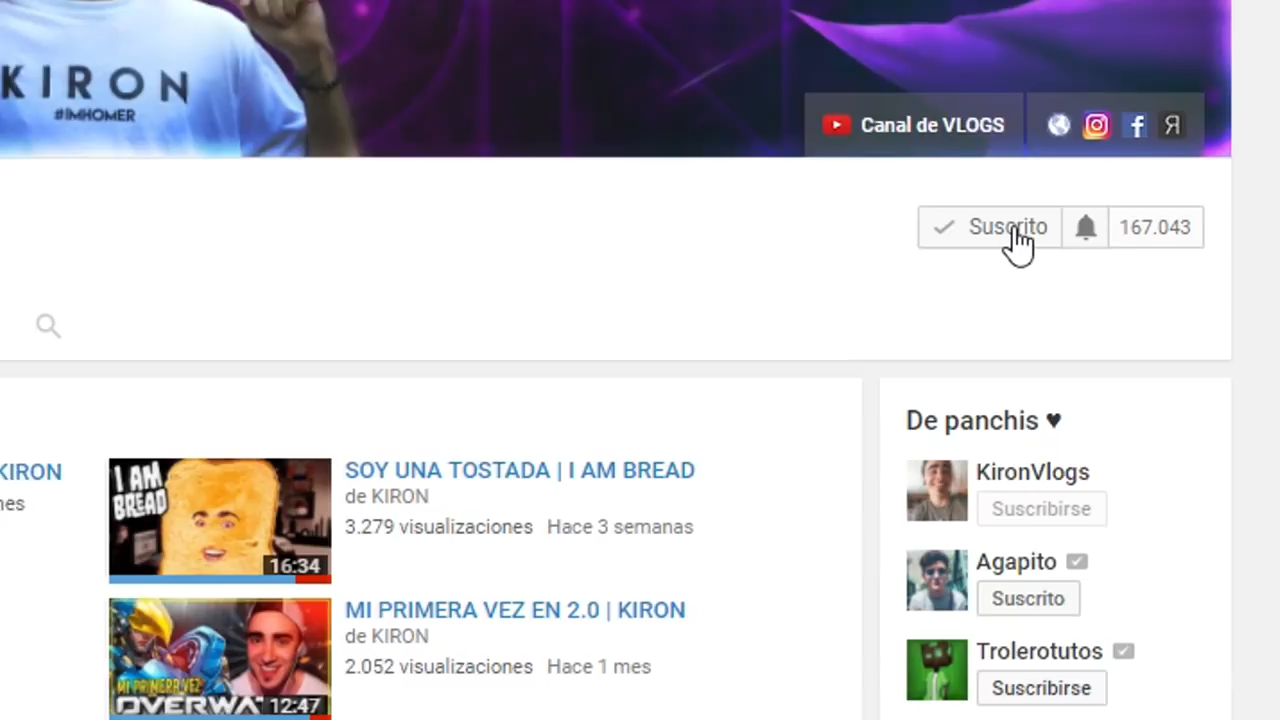 KIRON
#IMHOMER
Canal de VLOGS
Suscrito
167.043
De panchis ♥
KIRON
nes
I AM
BREAD
16:34
SOY UNA TOSTADA | I AM BREAD
de KIRON
3.279 visualizaciones Hace 3 semanas
MI PRIMERA VEZ
OVERWAT
12:47
MI PRIMERA VEZ EN 2.0 | KIRON
de KIRON
2.052 visualizaciones Hace 1 mes
KironVlogs
Suscribirse
Agapito
Suscrito
Trolerotutos
Suscribirse